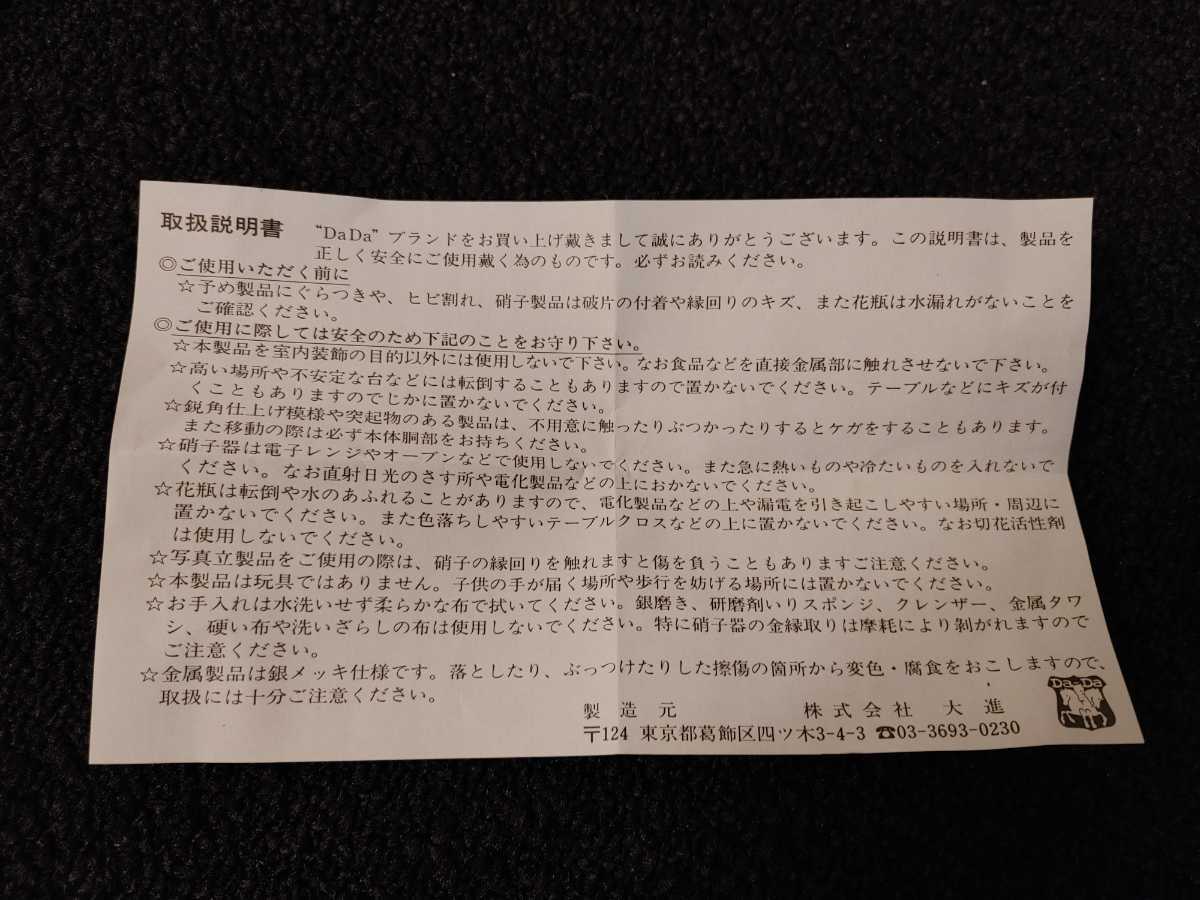 取扱説明書
“DaDa”ブランドをお買い上げ戴きまして誠にありがとうございます。この説明書は、製品を
正しく安全にご使用戴く為のものです。必ずお読みください。
◎ご使用いただく前に
☆予め製品にぐらつきや、ヒビ割れ、硝子製品は破片の付着や縁回りのキズ、また花瓶は水漏れがないことを
ご確認ください。
◎ご使用に際しては安全のため下記のことをお守り下さい。
☆本製品を室内装飾の目的以外には使用しないで下さい。なお食品などを直接金属部に触れさせないで下さい。
☆高い場所や不安定な台などには転倒することもありますので置かないでください。テーブルなどにキズが付
くこともありますのでじかに置かないでください。
☆鋭角仕上げ模様や突起物のある製品は、不用意に触ったりぶつかったりするとケガをすることもあります。
また移動の際は必ず本体胴部をお持ちください。
☆硝子器は電子レンジやオーブンなどで使用しないでください。また急に熱いものや冷たいものを入れないで
ください。なお直射日光のさす所や電化製品などの上におかないでください。
☆花瓶は転倒や水のあふれることがありますので、電化製品などの上や漏電を引き起こしやすい場所・周辺に
置かないでください。また色落ちしやすいテーブルクロスなどの上に置かないでください。なお切花活性剤
は使用しないでください。
☆写真立製品をご使用の際は、硝子の縁回りを触れますと傷を負うこともありますご注意ください。
☆本製品は玩具ではありません。子供の手が届く場所や歩行を妨げる場所には置かないでください。
☆お手入れは水洗いせず柔らかな布で拭いてください。銀磨き、研磨剤いりスポンジ、クレンザー、金属タワ
シ、硬い布や洗いざらしの布は使用しないでください。特に硝子器の金縁取りは摩耗により剥がれますので
ご注意ください。
☆金属製品は銀メッキ仕様です。落としたり、ぶっつけたりした擦傷の箇所から変色・腐食をおこしますので、
取扱には十分ご注意ください。
製造元 株式会社 大進
〒124 東京都葛飾区四ツ木3-4-3 ☎03-3693-0230
Da-Da